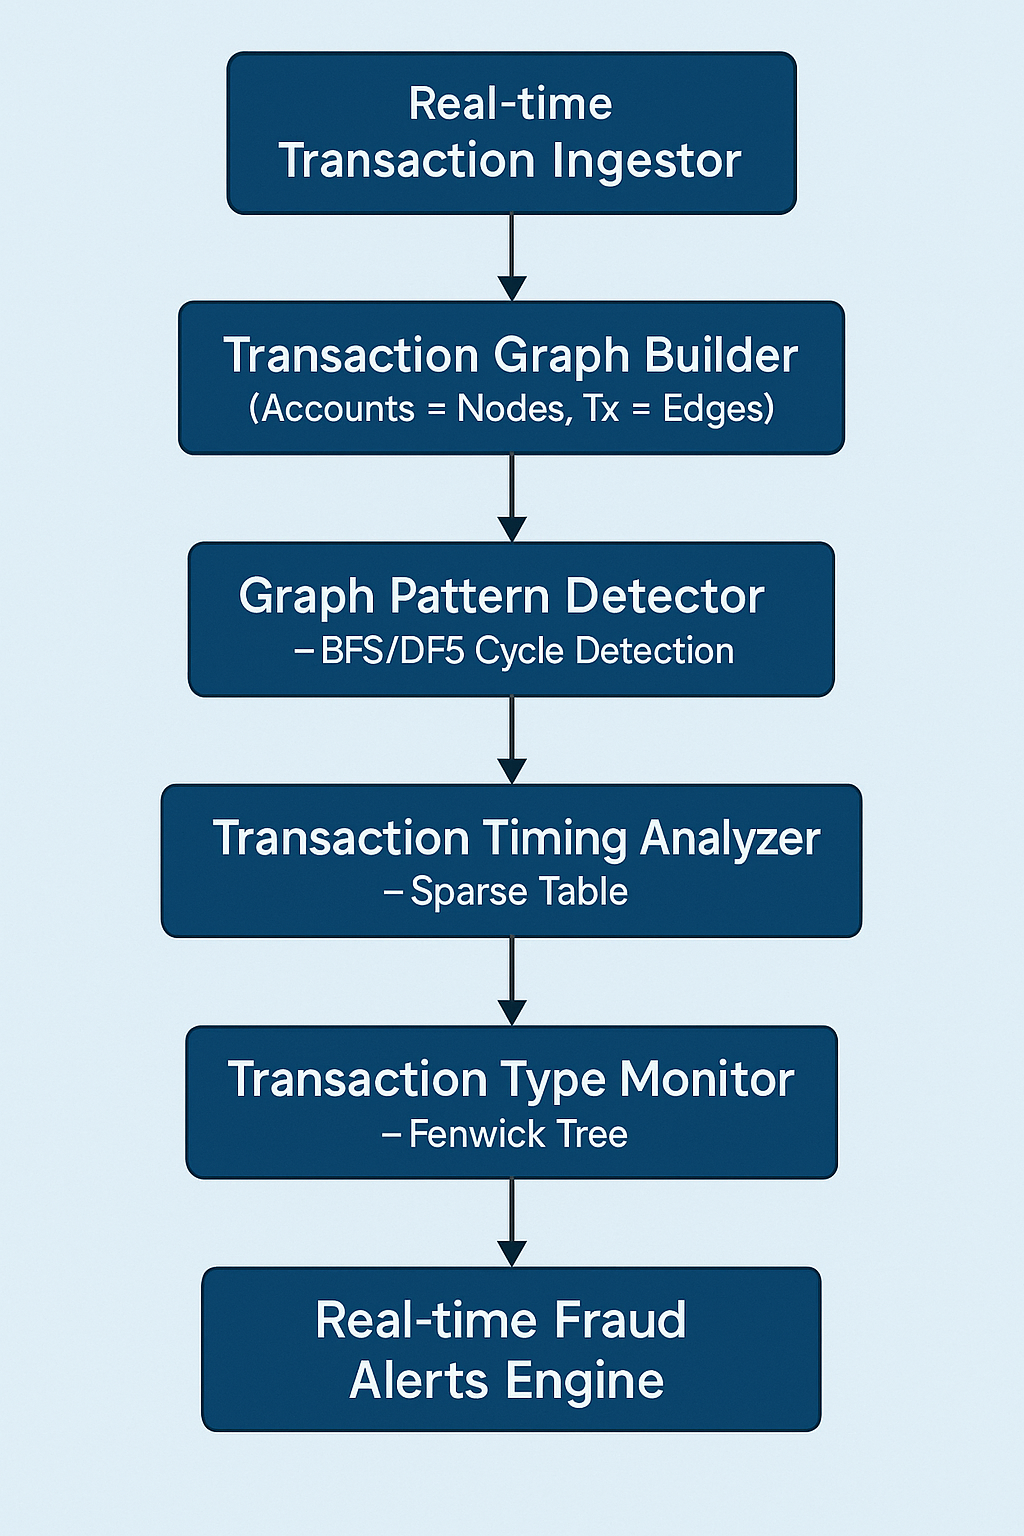 Real-time
Transaction Ingestor
Transaction Graph Builder
(Accounts = Nodes, Tx = Edges)
Graph Pattern Detector
– BFS/DF5 Cycle Detection
Transaction Timing Analyzer
– Sparse Table
Transaction Type Monitor
– Fenwick Tree
Real-time Fraud
Alerts Engine